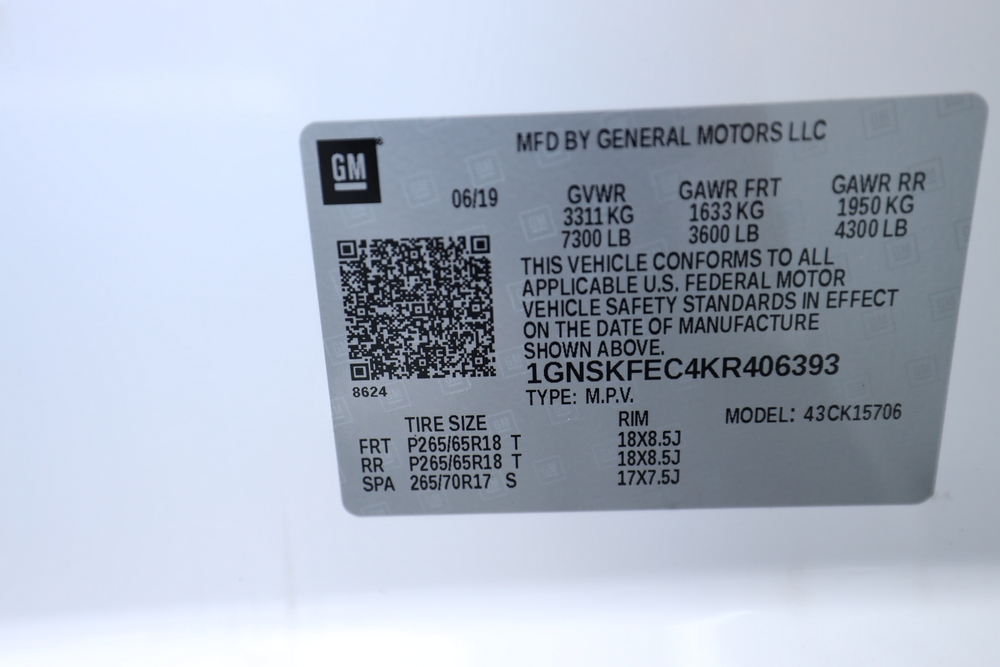 MFD BY GENERAL MOTORS LLC
GM
06/19
GVWR GAWR FRT GAWR RR
3311 KG 1633 KG 1950 KG
7300 LB 3600 LB 4300 LB
THIS VEHICLE CONFORMS TO ALL
APPLICABLE U.S. FEDERAL MOTOR
VEHICLE SAFETY STANDARDS IN EFFECT
ON THE DATE OF MANUFACTURE
SHOWN ABOVE.
1GNSKFEC4KR406393
8624
TYPE: M.P.V.
TIRE SIZE RIM MODEL: 43CK15706
FRT P265/65R18 T 18X8.5J
RR P265/65R18 T 18X8.5J
SPA 265/70R17 S 17X7.5J